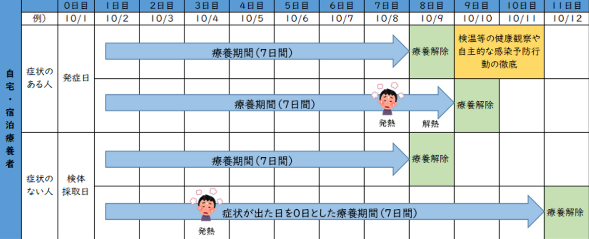 0日目 1日目 2日目 3日目 4日目 5日目 6日目 7日目 8日目 9日目 10日目 11日目
例） 10/1 10/2 10/3 10/4 10/5 10/6 10/7 10/8 10/9 10/10 10/11 10/12
自宅・宿泊療養者
症状の
ある人
発症日
療養期間（7日間）
療養解除
検温等の健康観察や
自主的な感染予防行
動の徹底
療養期間（7日間）
発熱
解熱
療養解除
症状の
ない人
検体
採取日
療養期間（7日間）
療養解除
発熱
症状が出た日を0日とした療養期間（7日間）
療養解除